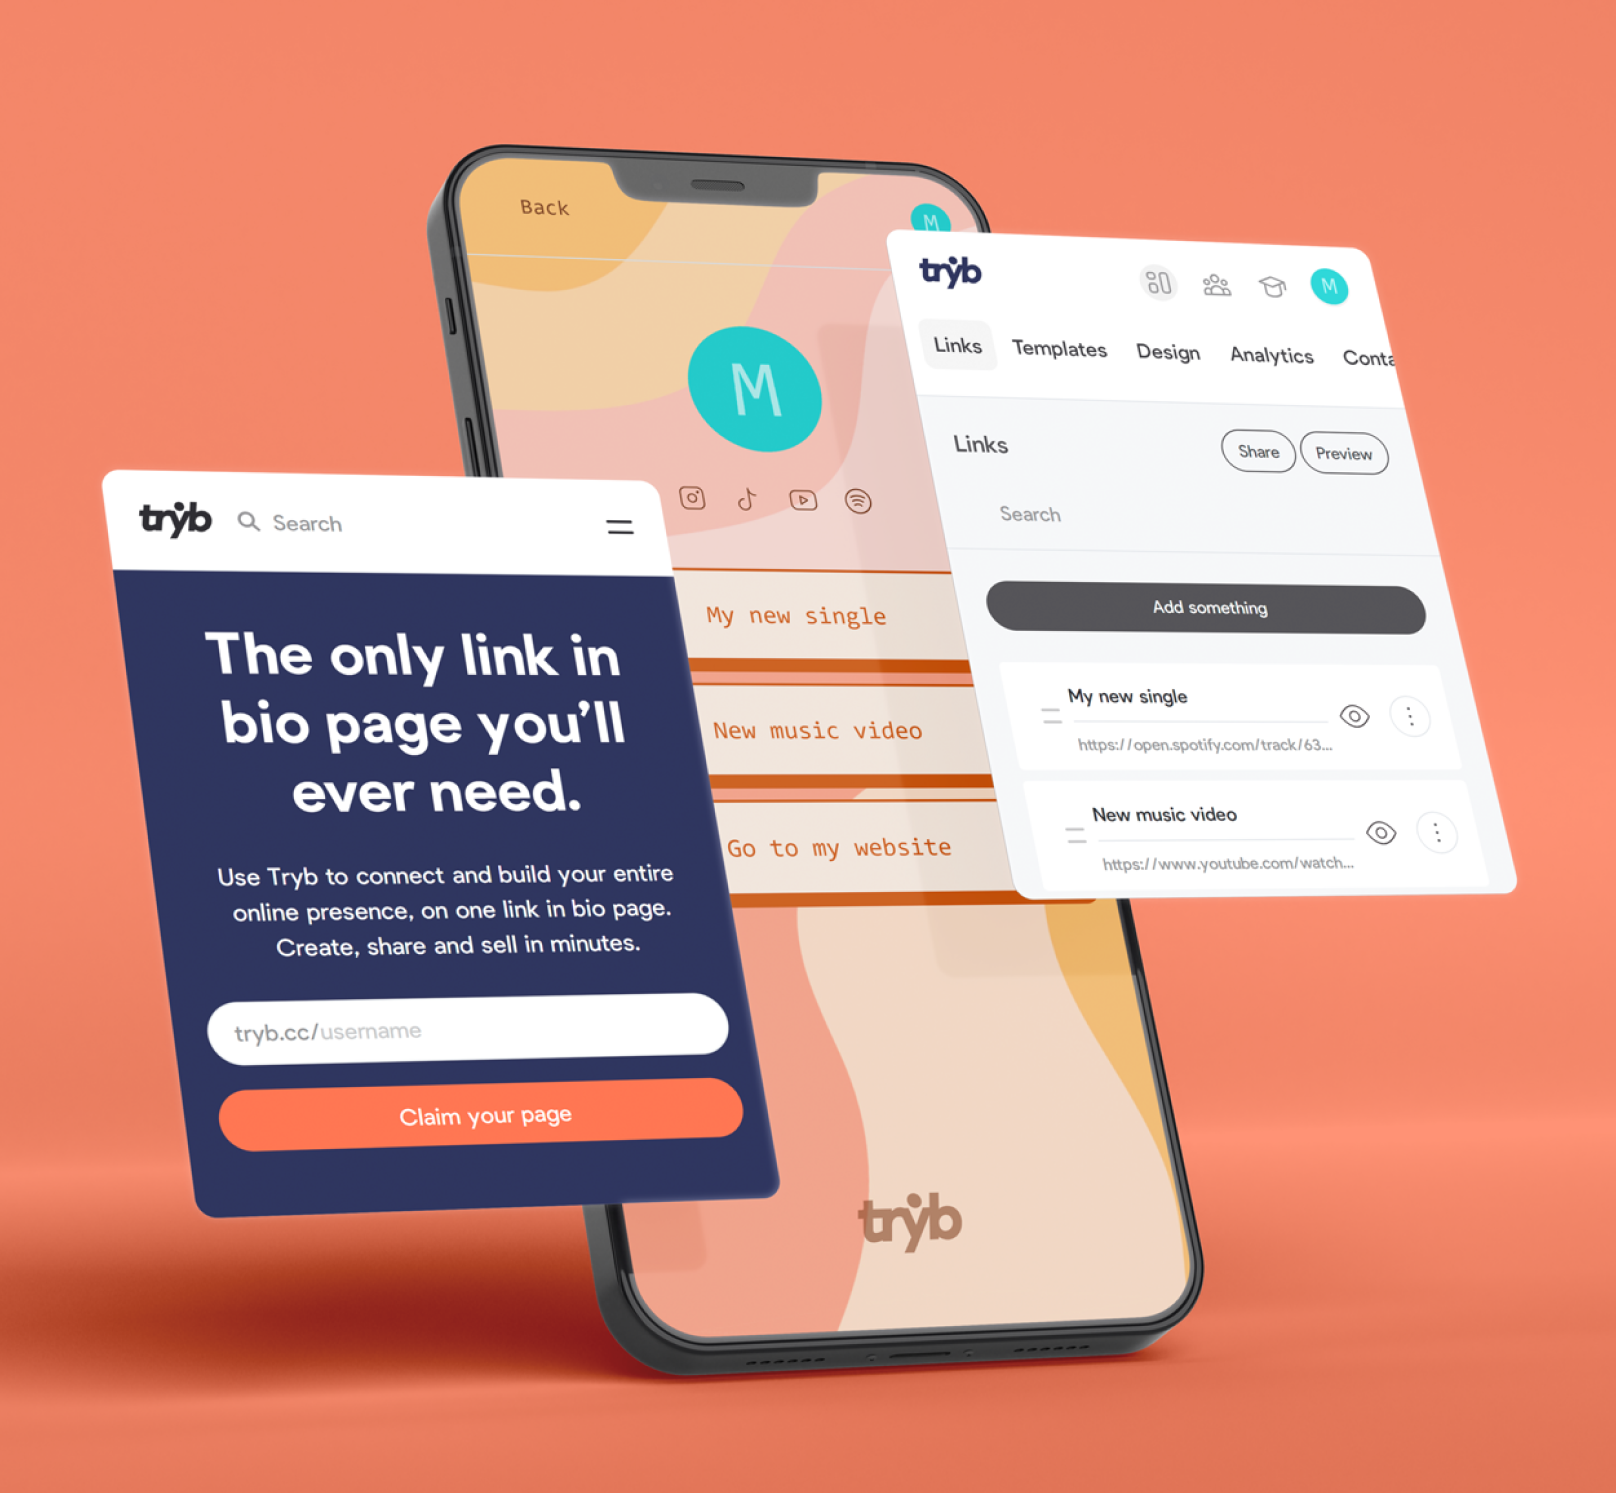 Back
M
M
My new single
New music video
Go to my website
tryb
tryb
Search
The only link in
bio page you’ll
ever need.
Use Tryb to connect and build your entire
online presence, on one link in bio page.
Create, share and sell in minutes.
tryb.cc/username
Claim your page
tryb
M
Links Templates Design Analytics Conta
Links
Share Preview
Search
Add something
My new single
https://open.spotify.com/track/63...
New music video
https://www.youtube.com/watch...